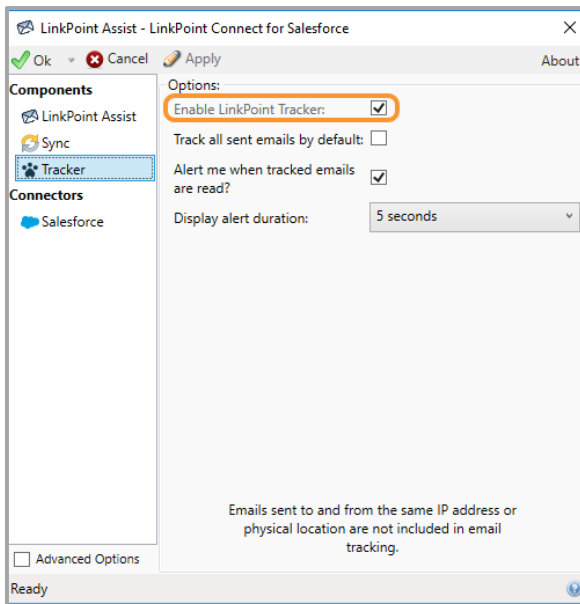 LinkPoint Assist - LinkPoint Connect for Salesforce
Ok Cancel Apply About
Components
LinkPoint Assist
Sync
Tracker
Connectors
Salesforce
Options:
Enable LinkPoint Tracker:
Track all sent emails by default:
Alert me when tracked emails
are read?
Display alert duration: 5 seconds
Emails sent to and from the same IP address or
physical location are not included in email
tracking.
Advanced Options
Ready